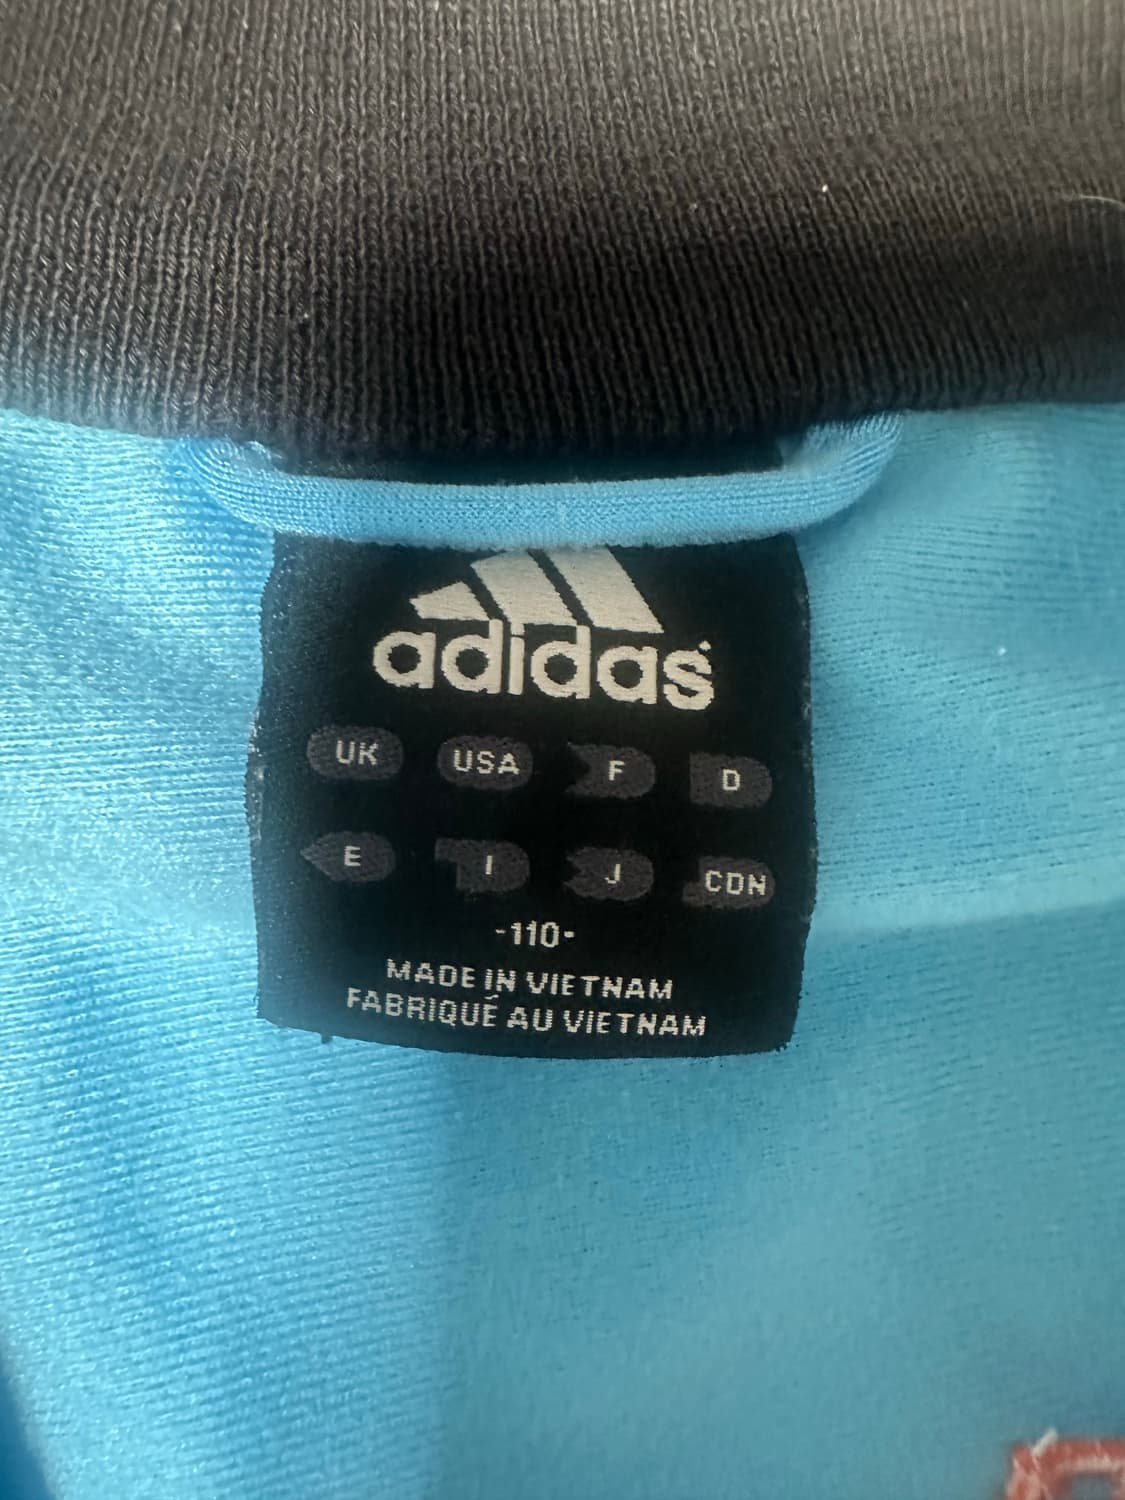 adidas
UK USA F D
E I J CDN
-110-
MADE IN VIETNAM
FABRIQUÉ AU VIETNAM